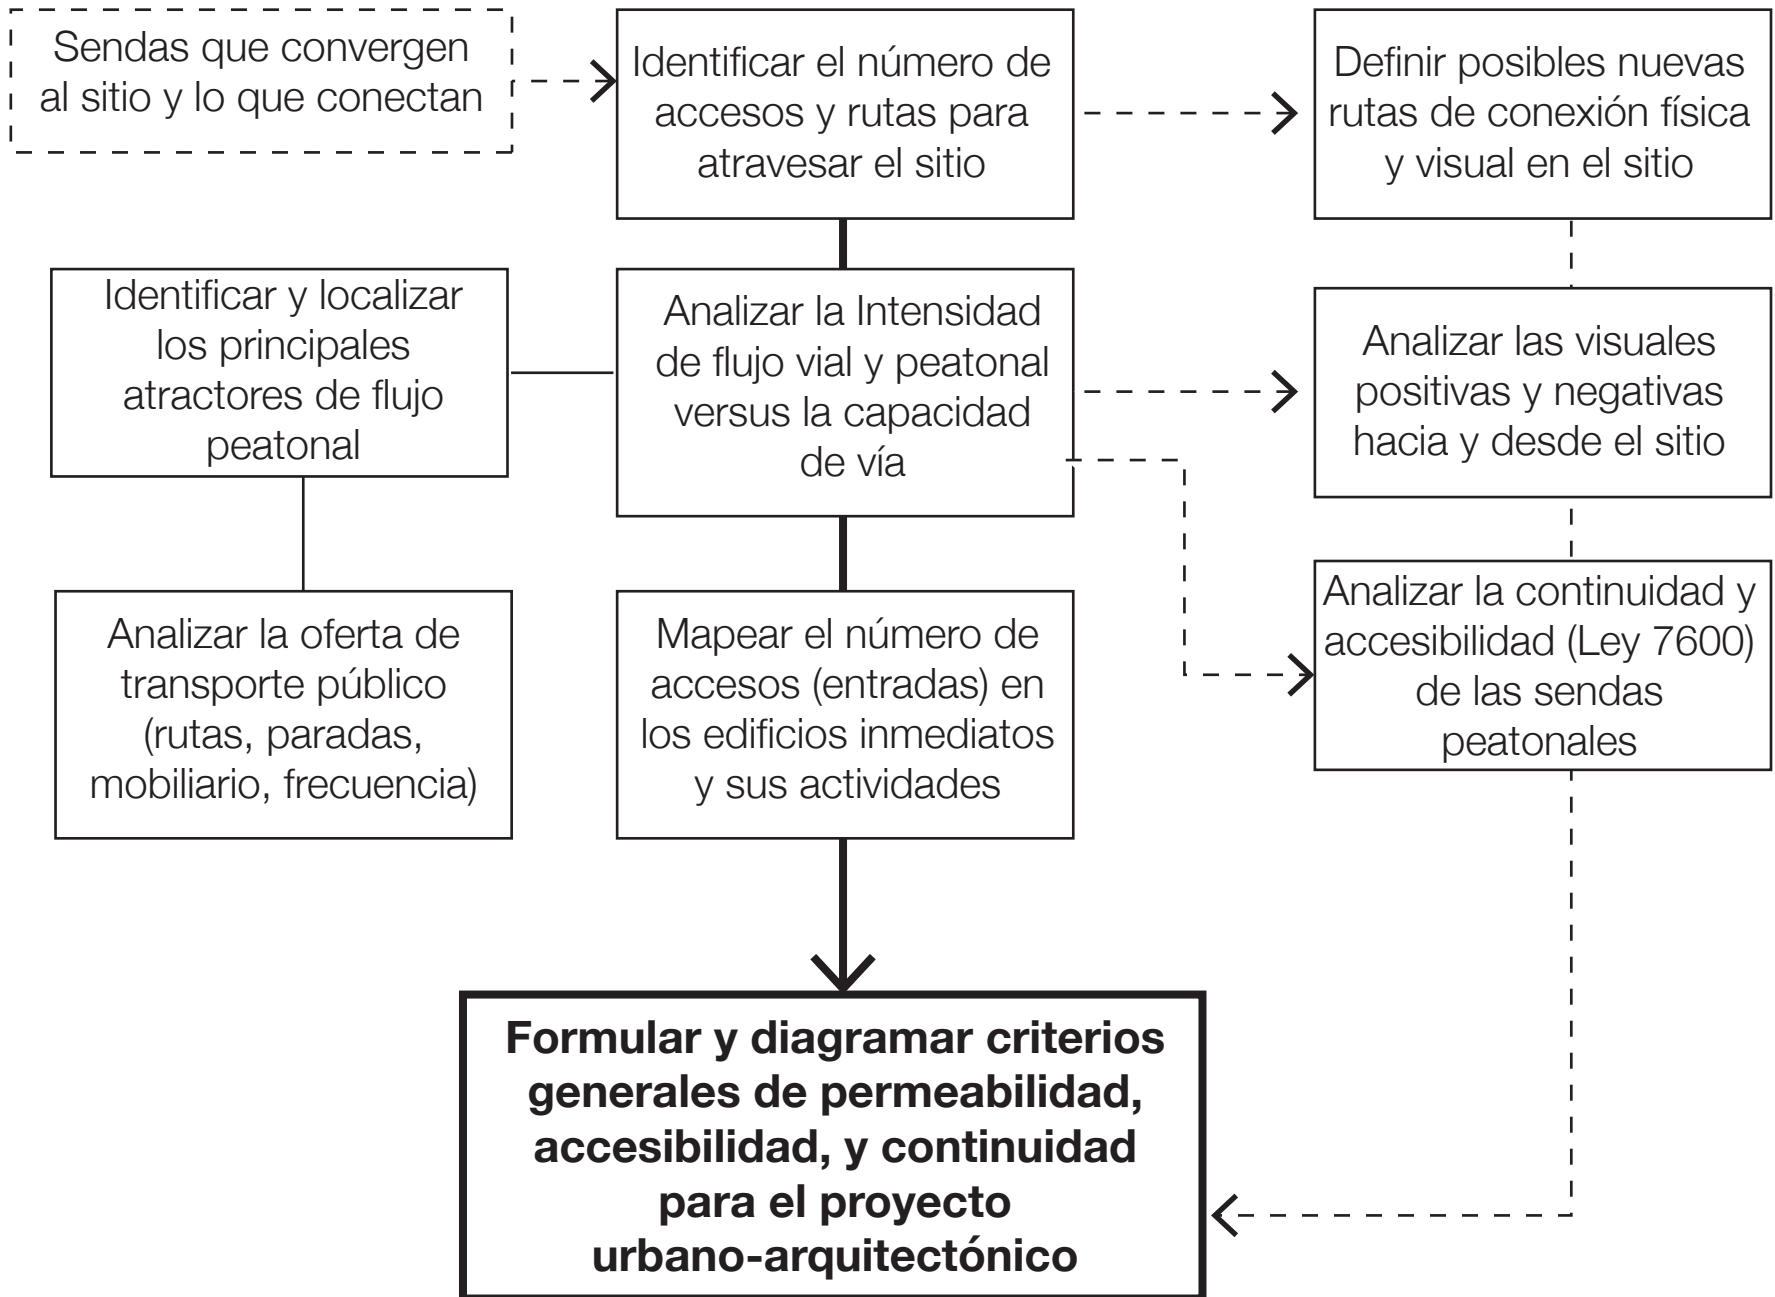 Sendas que convergen
al sitio y lo que conectan
Identificar el número de
accesos y rutas para
atravesar el sitio
Definir posibles nuevas
rutas de conexión física
y visual en el sitio
Identificar y localizar
los principales
atractores de flujo
peatonal
Analizar la Intensidad
de flujo vial y peatonal
versus la capacidad
de vía
Analizar las visuales
positivas y negativas
hacia y desde el sitio
Analizar la oferta de
transporte público
(rutas, paradas,
mobiliario, frecuencia)
Mapear el número de
accesos (entradas) en
los edificios inmediatos
y sus actividades
Analizar la continuidad y
accesibilidad (Ley 7600)
de las sendas
peatonales
Formular y diagramar criterios
generales de permeabilidad,
accesibilidad, y continuidad
para el proyecto
urbano-arquitectónico